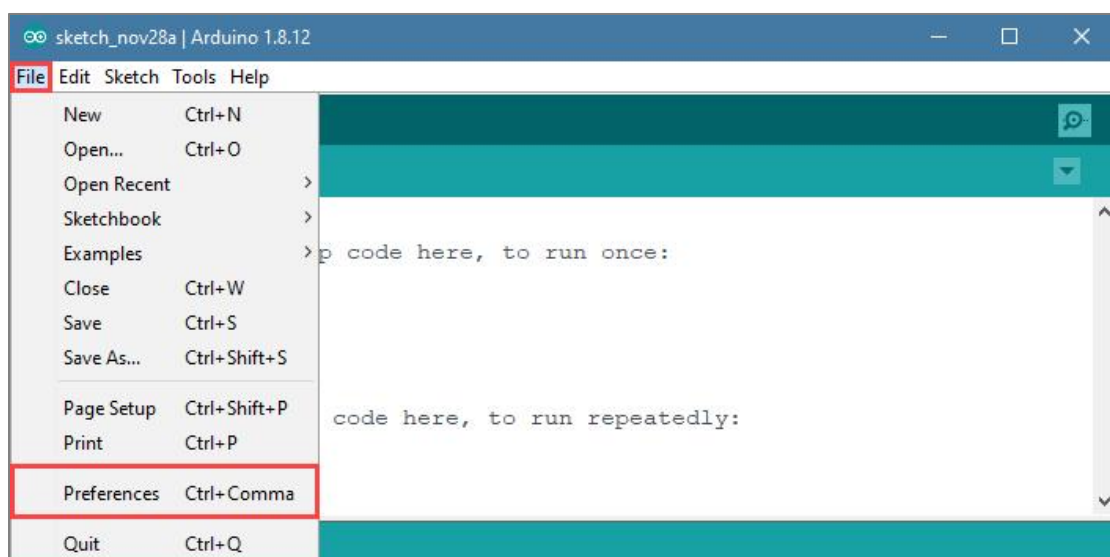 sketch_nov28a | Arduino 1.8.12
File Edit Sketch Tools Help
New Ctrl+N
Open... Ctrl+O
Open Recent
Sketchbook
Examples
Close Ctrl+W
Save Ctrl+S
Save As... Ctrl+Shift+S
Page Setup Ctrl+Shift+P
Print Ctrl+P
Preferences Ctrl+Comma
Quit Ctrl+Q
p code here, to run once:
code here, to run repeatedly: